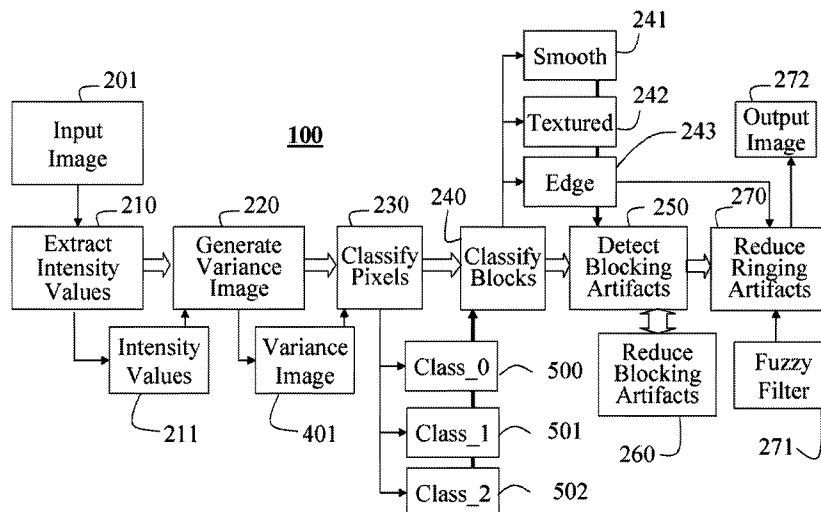 241
Smooth
201
242
272
Input
Image
100
Textured
Output
Image
243
210
220
230
240
Edge
250
270
Extract
Intensity
Values
Generate
Variance
Image
Classify
Pixels
Classify
Blocks
Detect
Blocking
Artifacts
Reduce
Ringing
Artifacts
Intensity
Values
Variance
Image
Class_0
500
Reduce
Blocking
Artifacts
Fuzzy
Filter
211
401
Class_1
501
260
271
Class_2
502